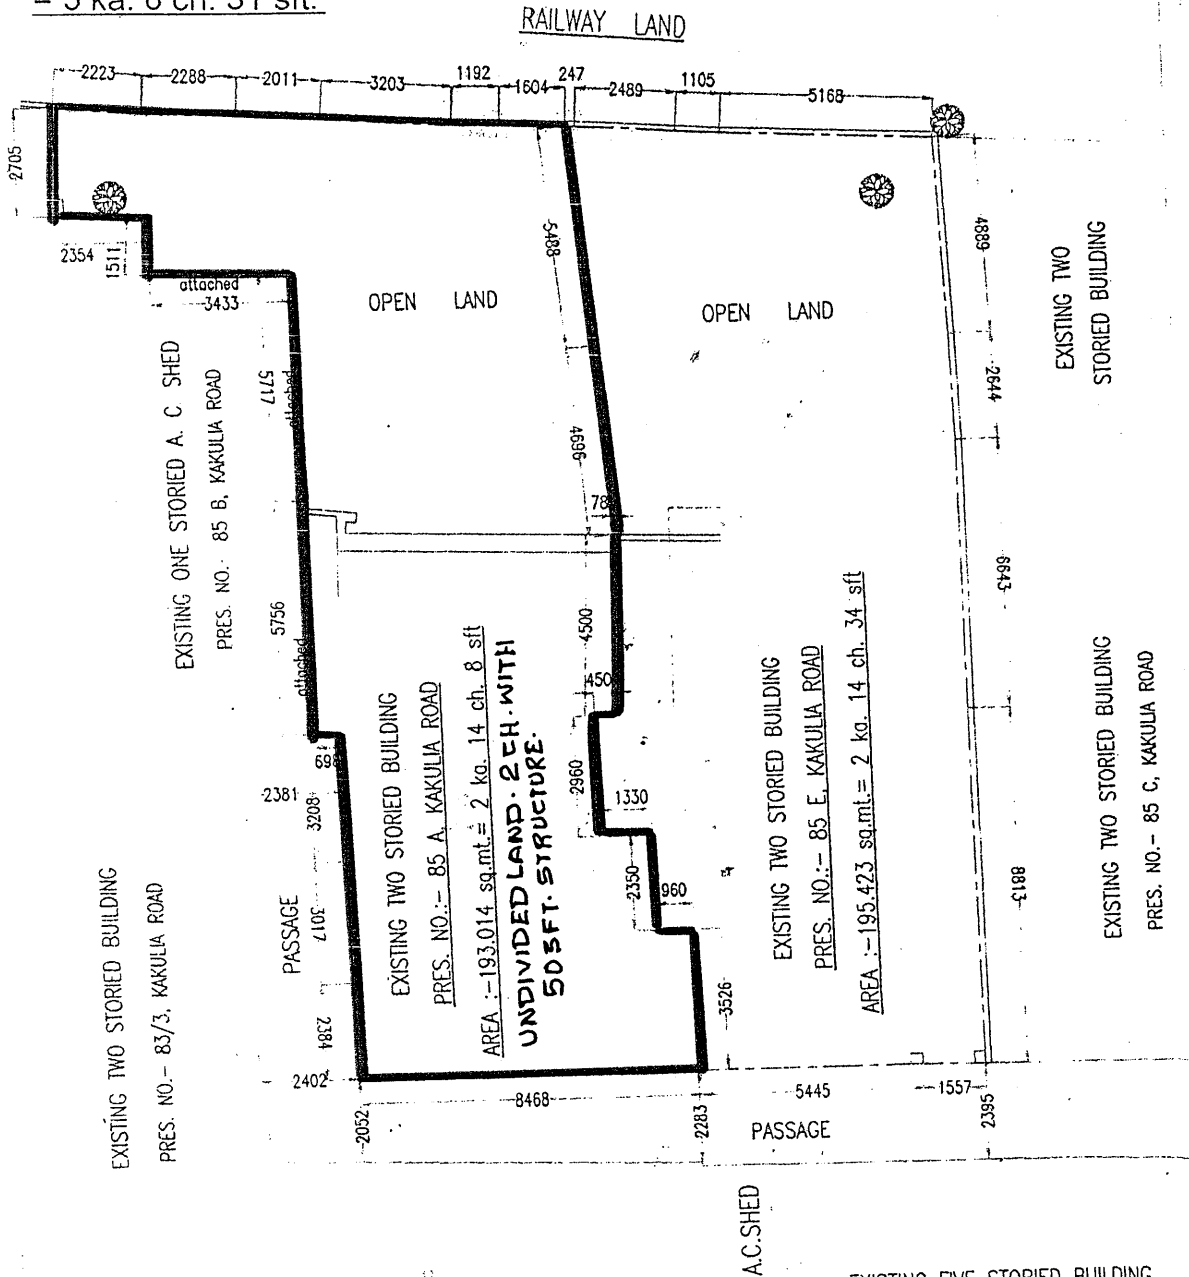 = 5 ka. 6 ch. 31 sft.
RAILWAY LAND
2223 2288 2011 3203 1192 1604 247 2489 1105 5168
2705
2354
1511
attached
3433
5488
4889
OPEN LAND
OPEN LAND
EXISTING TWO
STORIED BUILDING
2644
5717
attached
4696
78
EXISTING ONE STORIED A. C. SHED
PRES. NO.- 85 B, KAKULIA ROAD
6643
5756
attached
4500
450
698
2381
3208
2960
1330
2350
960
EXISTING TWO STORIED BUILDING
PRES. NO.:- 85 A, KAKULIA ROAD
AREA :-193.014 sq.mt.= 2 ka. 14 ch. 8 sft
UNDIVIDED LAND. 2 CH. WITH
503FT. STRUCTURE.
EXISTING TWO STORIED BUILDING
PRES. NO.:- 85 E, KAKULIA ROAD
AREA :-195.423 sq.mt.= 2 ka. 14 ch. 34 sft
EXISTING TWO STORIED BUILDING
PRES. NO.- 85 C, KAKULIA ROAD
8813
EXISTING TWO STORIED BUILDING
PRES. NO.- 83/3, KAKULIA ROAD
PASSAGE
3017
2384
3526
2402
8468
5445
1557
2052
2283
2395
PASSAGE
A.C.SHED
EXISTING FIVE STORIED BUILDING